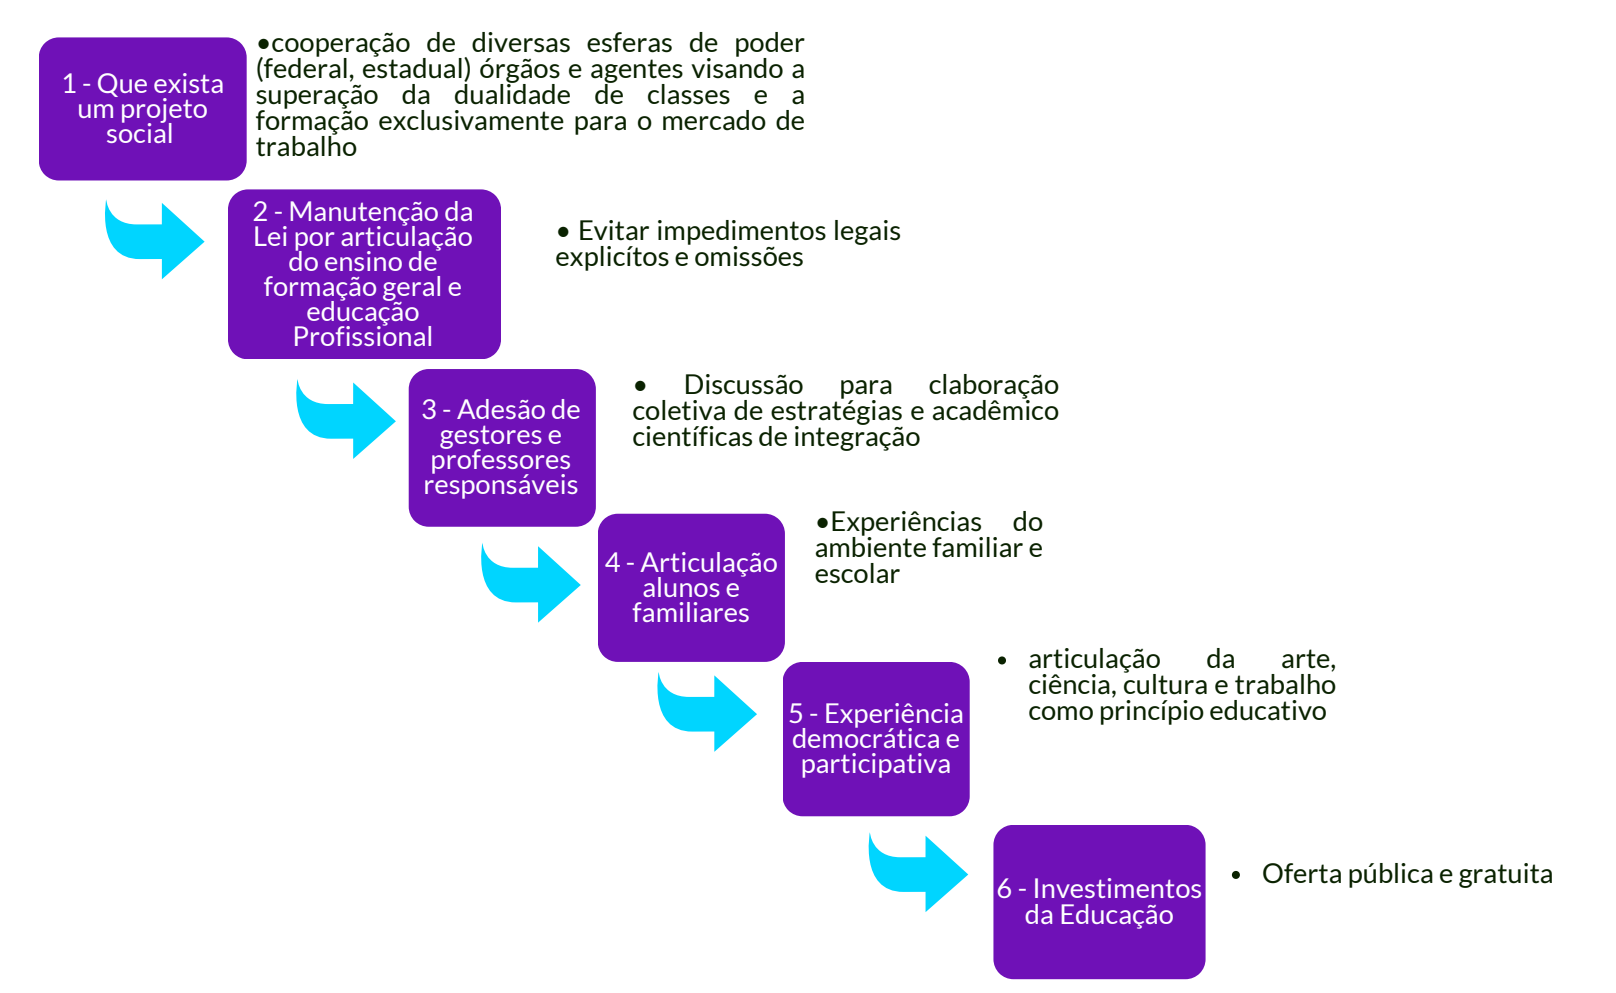 1 - Que exista
um projeto
social
•cooperação de diversas esferas de poder
(federal, estadual) órgãos e agentes visando a
superação da dualidade de classes e a
formação exclusivamente para o mercado de
trabalho
2 - Manutenção da
Lei por articulação
do ensino de
formação geral e
educação
Profissional
• Evitar impedimentos legais
explicítos e omissões
3 - Adesão de
gestores e
professores
responsáveis
• Discussão para claboração
coletiva de estratégias e acadêmico
científicas de integração
4 - Articulação
alunos e
familiares
•Experiências do
ambiente familiar e
escolar
5 - Experiência
democrática e
participativa
• articulação da arte,
ciência, cultura e trabalho
como princípio educativo
6 - Investimentos
da Educação
• Oferta pública e gratuita